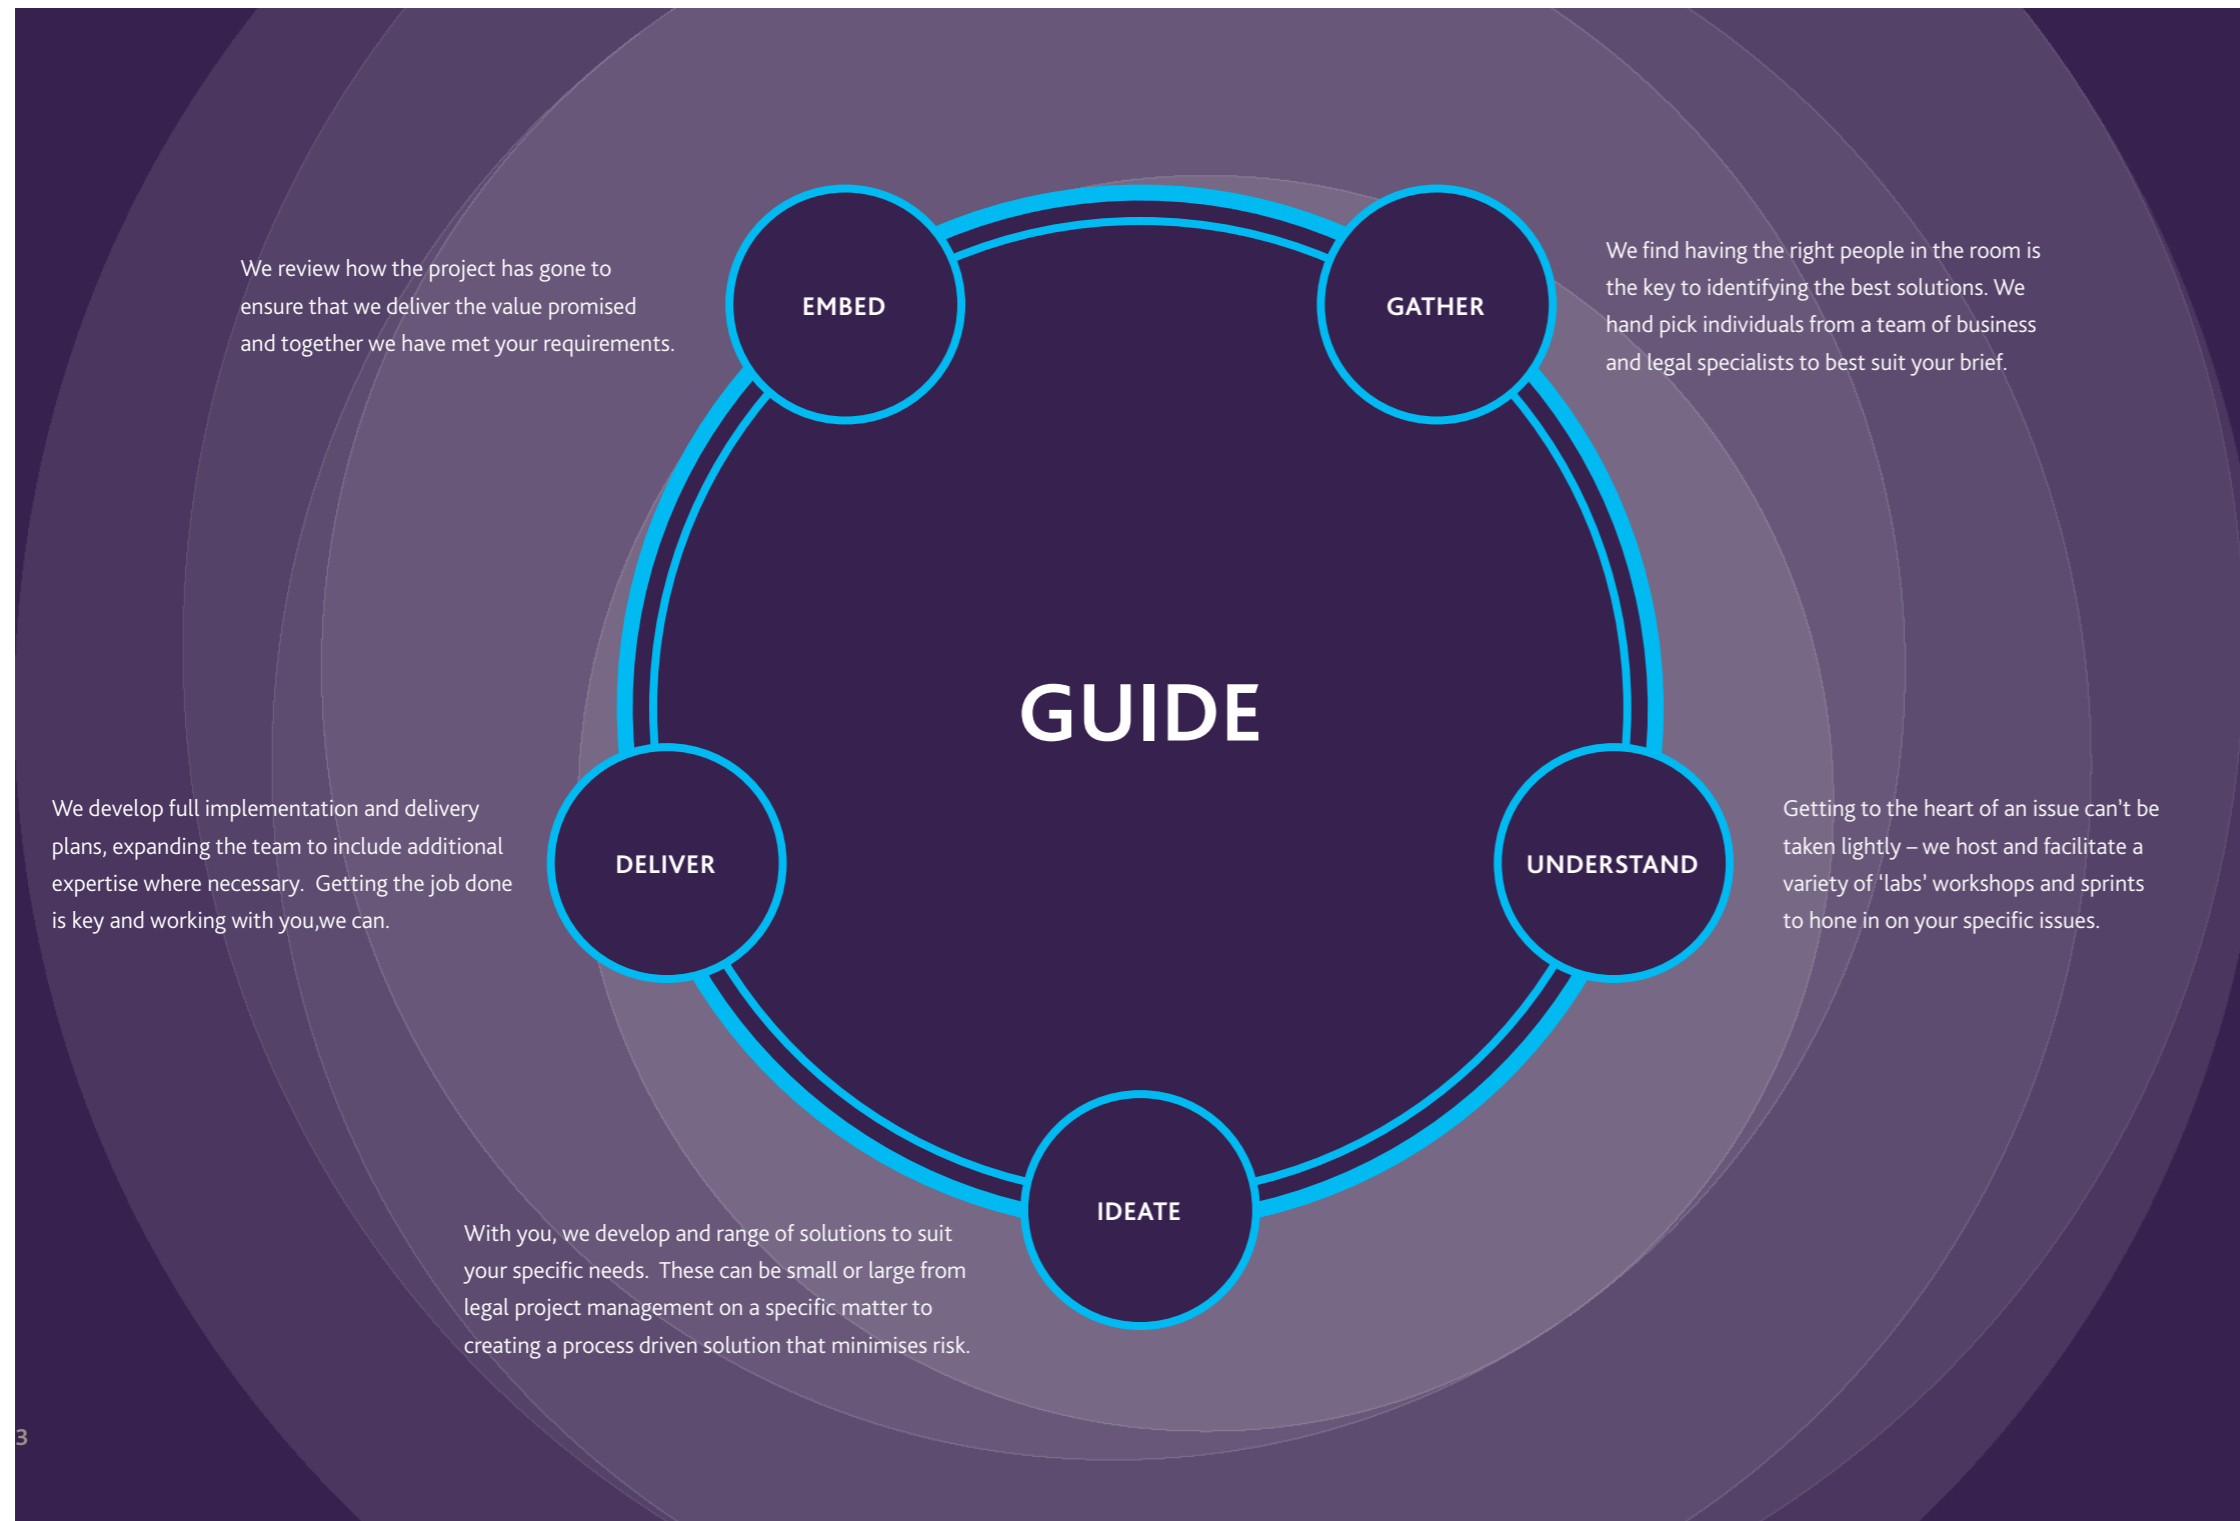 EMBED
We review how the project has gone to
ensure that we deliver the value promised
and together we have met your requirements.
GATHER
We find having the right people in the room is
the key to identifying the best solutions. We
hand pick individuals from a team of business
and legal specialists to best suit your brief.
GUIDE
DELIVER
We develop full implementation and delivery
plans, expanding the team to include additional
expertise where necessary.  Getting the job done
is key and working with you,we can.
UNDERSTAND
Getting to the heart of an issue can't be
taken lightly – we host and facilitate a
variety of ‘labs’ workshops and sprints
to hone in on your specific issues.
IDEATE
With you, we develop and range of solutions to suit
your specific needs.  These can be small or large from
legal project management on a specific matter to
creating a process driven solution that minimises risk.
3